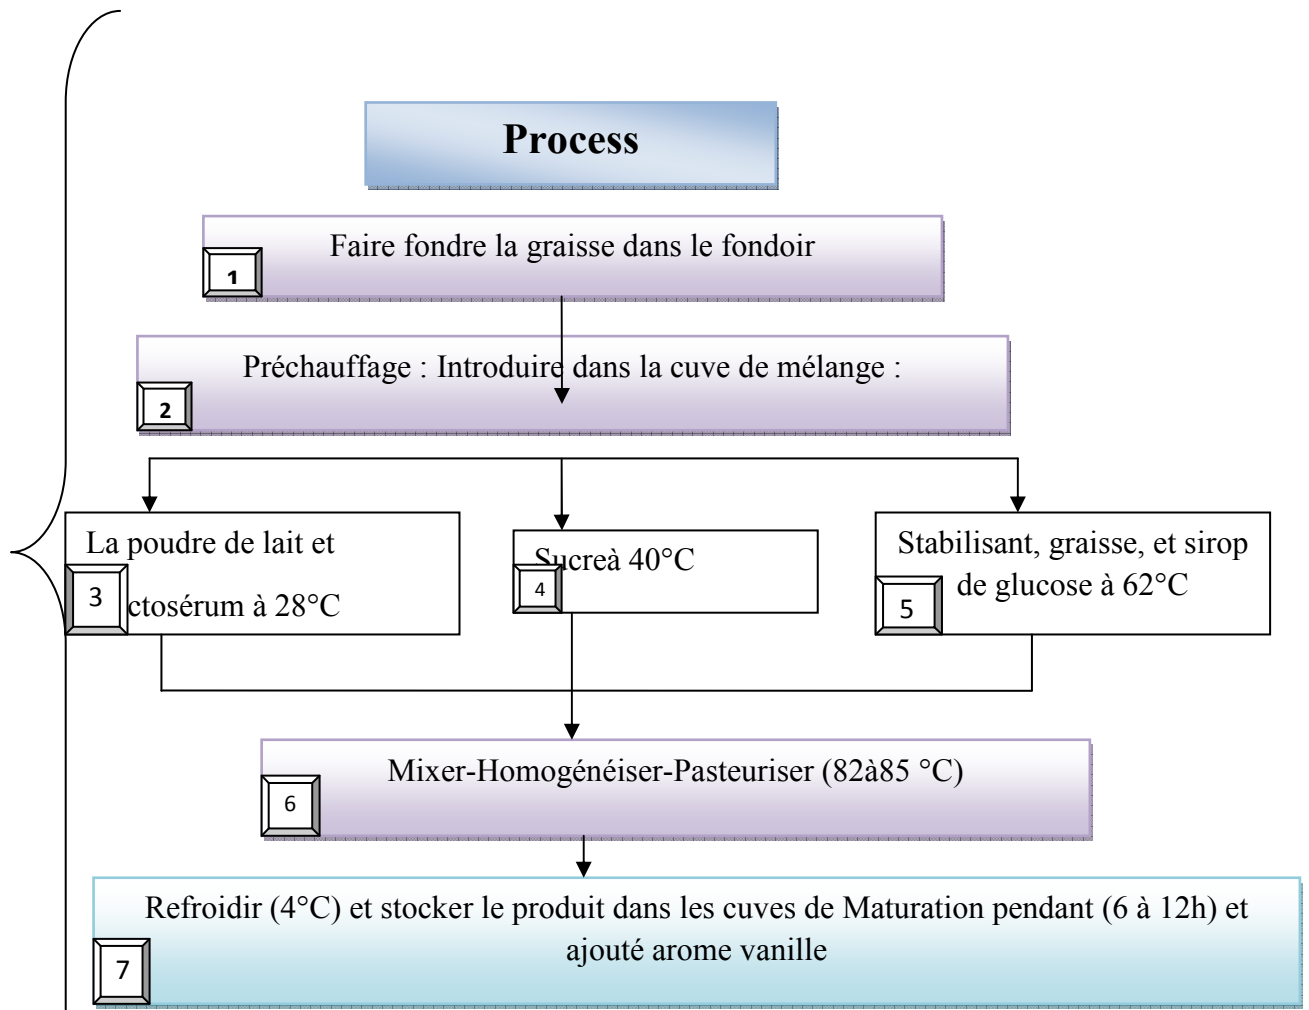 Process
Faire fondre la graisse dans le fondoir
1
Préchauffage : Introduire dans la cuve de mélange :
2
La poudre de lait et
ctosérum à 28°C
3
Sucreà 40°C
4
Stabilisant, graisse, et sirop
de glucose à 62°C
5
Mixer-Homogénéiser-Pasteuriser (82à85 °C)
6
Refroidir (4°C) et stocker le produit dans les cuves de Maturation pendant (6 à 12h) et
ajouté arome vanille
7